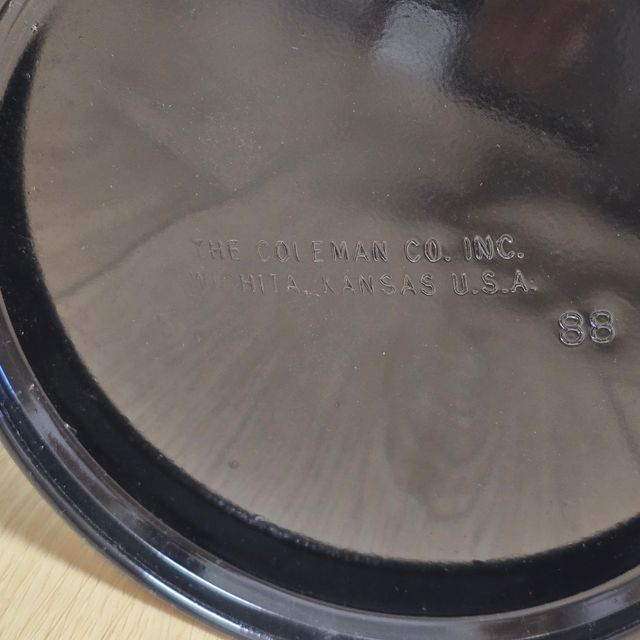 THE COLEMAN CO. INC.
WICHITA, KANSAS U.S.A.
88